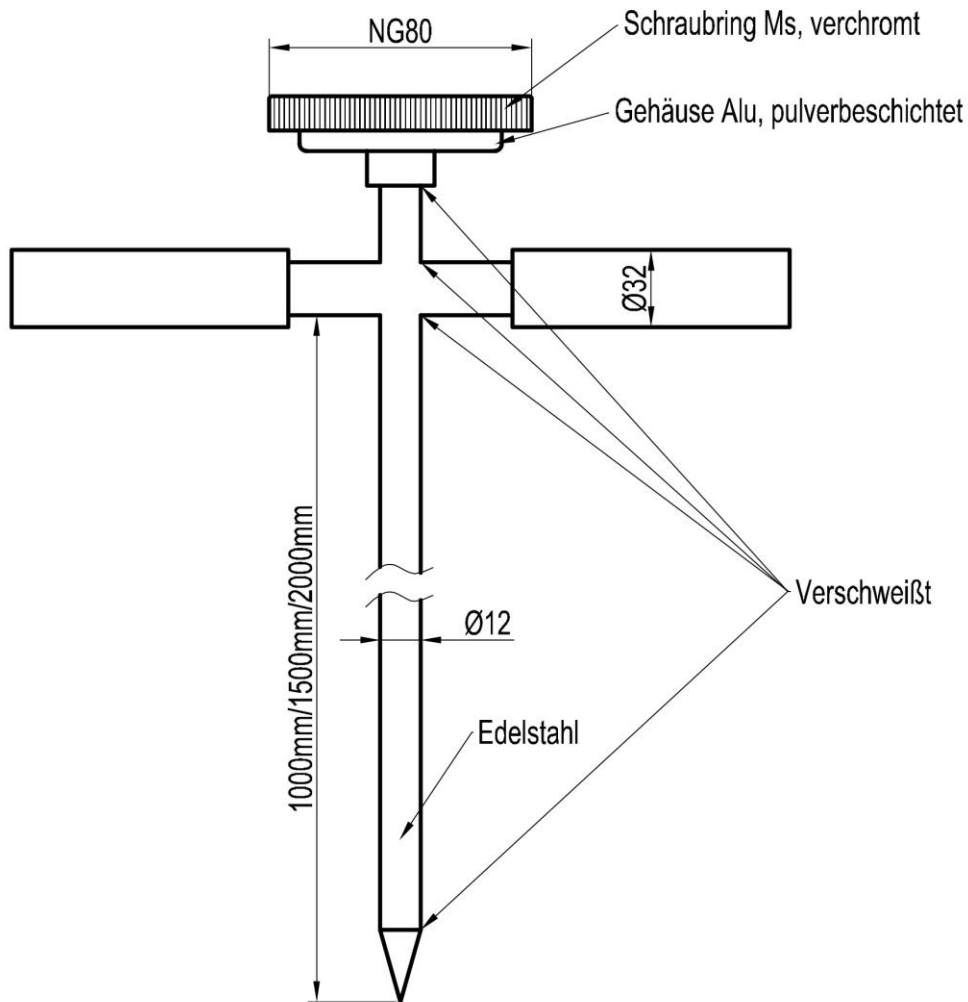 NG80
Schraubring Ms, verchromt
Gehäuse Alu, pulverbeschichtet
Ø32
1000mm/1500mm/2000mm
Verschweißt
Ø12
Edelstahl